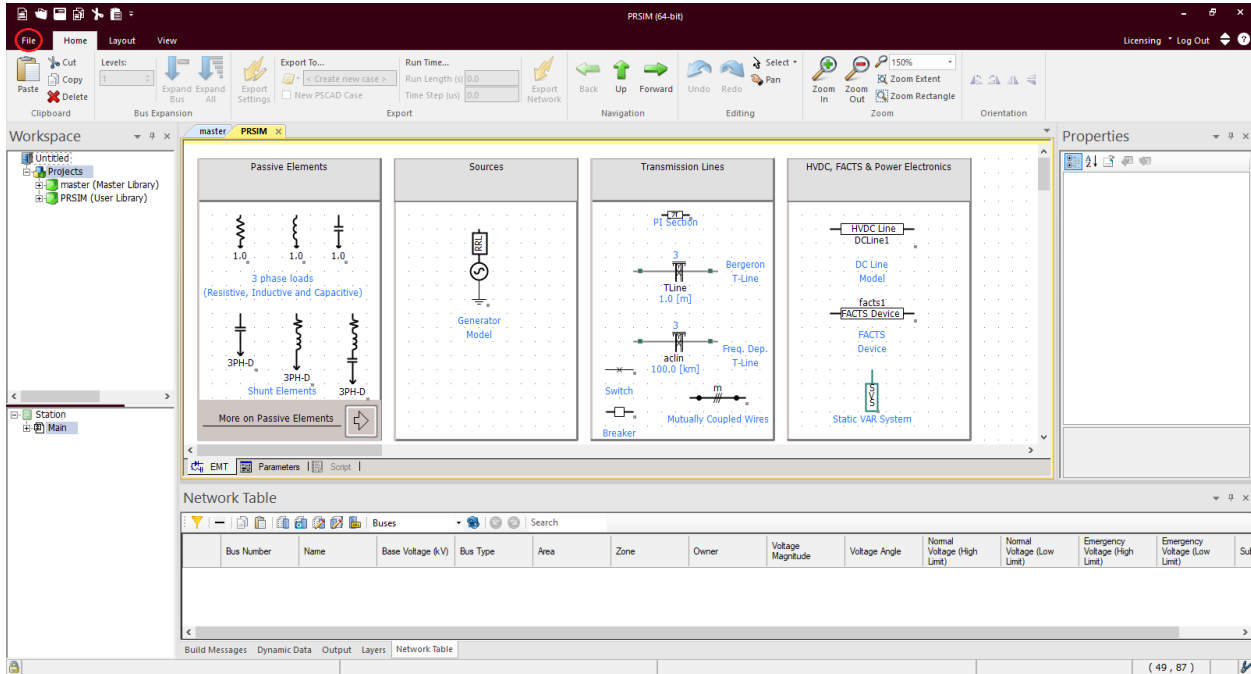 PRSIM (64-bit)
File Home Layout View Licensing Log Out
Paste Cut Copy Delete Clipboard
Levels: 1 Expand Bus Expand All Bus Expansion
Export Settings Export To... < Create new case > New PSCAD Case
Run Time... Run Length (s) 0.0 Time Step (us) 0.0 Export Network Export
Back Up Forward Navigation
Undo Redo Select Pan Editing
Zoom In Zoom Out 150% Zoom Extent Zoom Rectangle Zoom
Orientation
Workspace
Untitled
Projects
master (Master Library)
PRSIM (User Library)
Station
Main
master PRSIM
Passive Elements
1.0 1.0 1.0
3 phase loads
(Resistive, Inductive and Capacitive)
3PH-D
3PH-D
Shunt Elements 3PH-D
More on Passive Elements
Sources
RRL
Generator
Model
Transmission Lines
PI Section
3
Bergeron
T-Line
TLine
1.0 [m]
3
Freq. Dep.
T-Line
aclin
100.0 [km]
Switch
m
Mutually Coupled Wires
Breaker
HVDC, FACTS & Power Electronics
HVDC Line
DCLine1
DC Line
Model
facts1
FACTS Device
FACTS
Device
SVS
Static VAR System
EMT Parameters Script
Properties
Network Table
Buses Search
Bus Number Name Base Voltage (kV) Bus Type Area Zone Owner Voltage Magnitude Voltage Angle Normal Voltage (High Limit) Normal Voltage (Low Limit) Emergency Voltage (High Limit) Emergency Voltage (Low Limit) Sul
Build Messages Dynamic Data Output Layers Network Table
( 49 , 87 )